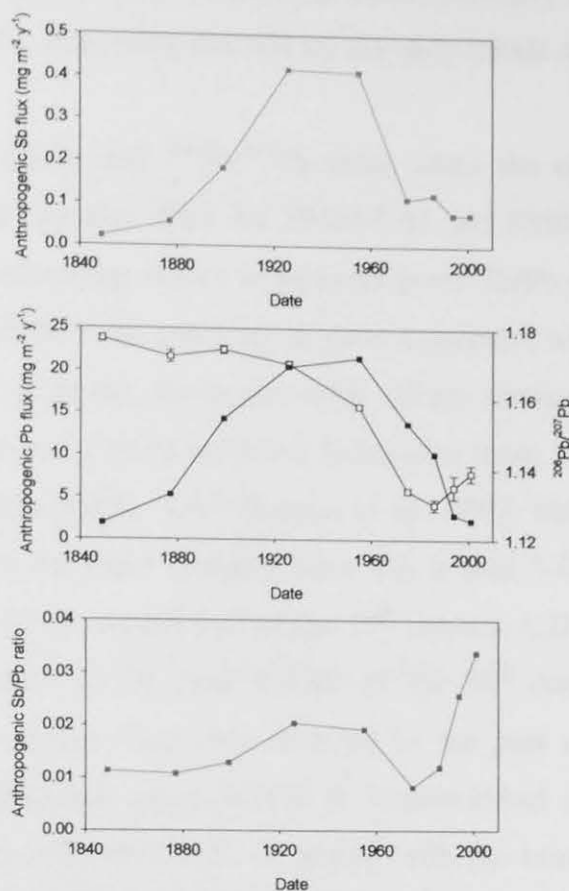 Anthropogenic Sb flux (mg m⁻² y⁻¹)
0.5
0.4
0.3
0.2
0.1
0.0
1840 1880 1920 1960 2000
Date
Anthropogenic Pb flux (mg m⁻² y⁻¹)
25
20
15
10
5
0
1.18
1.16
1.14
1.12
²⁰⁶Pb/²⁰⁷Pb
1840 1880 1920 1960 2000
Date
Anthropogenic Sb/Pb ratio
0.04
0.03
0.02
0.01
0.00
1840 1880 1920 1960 2000
Date